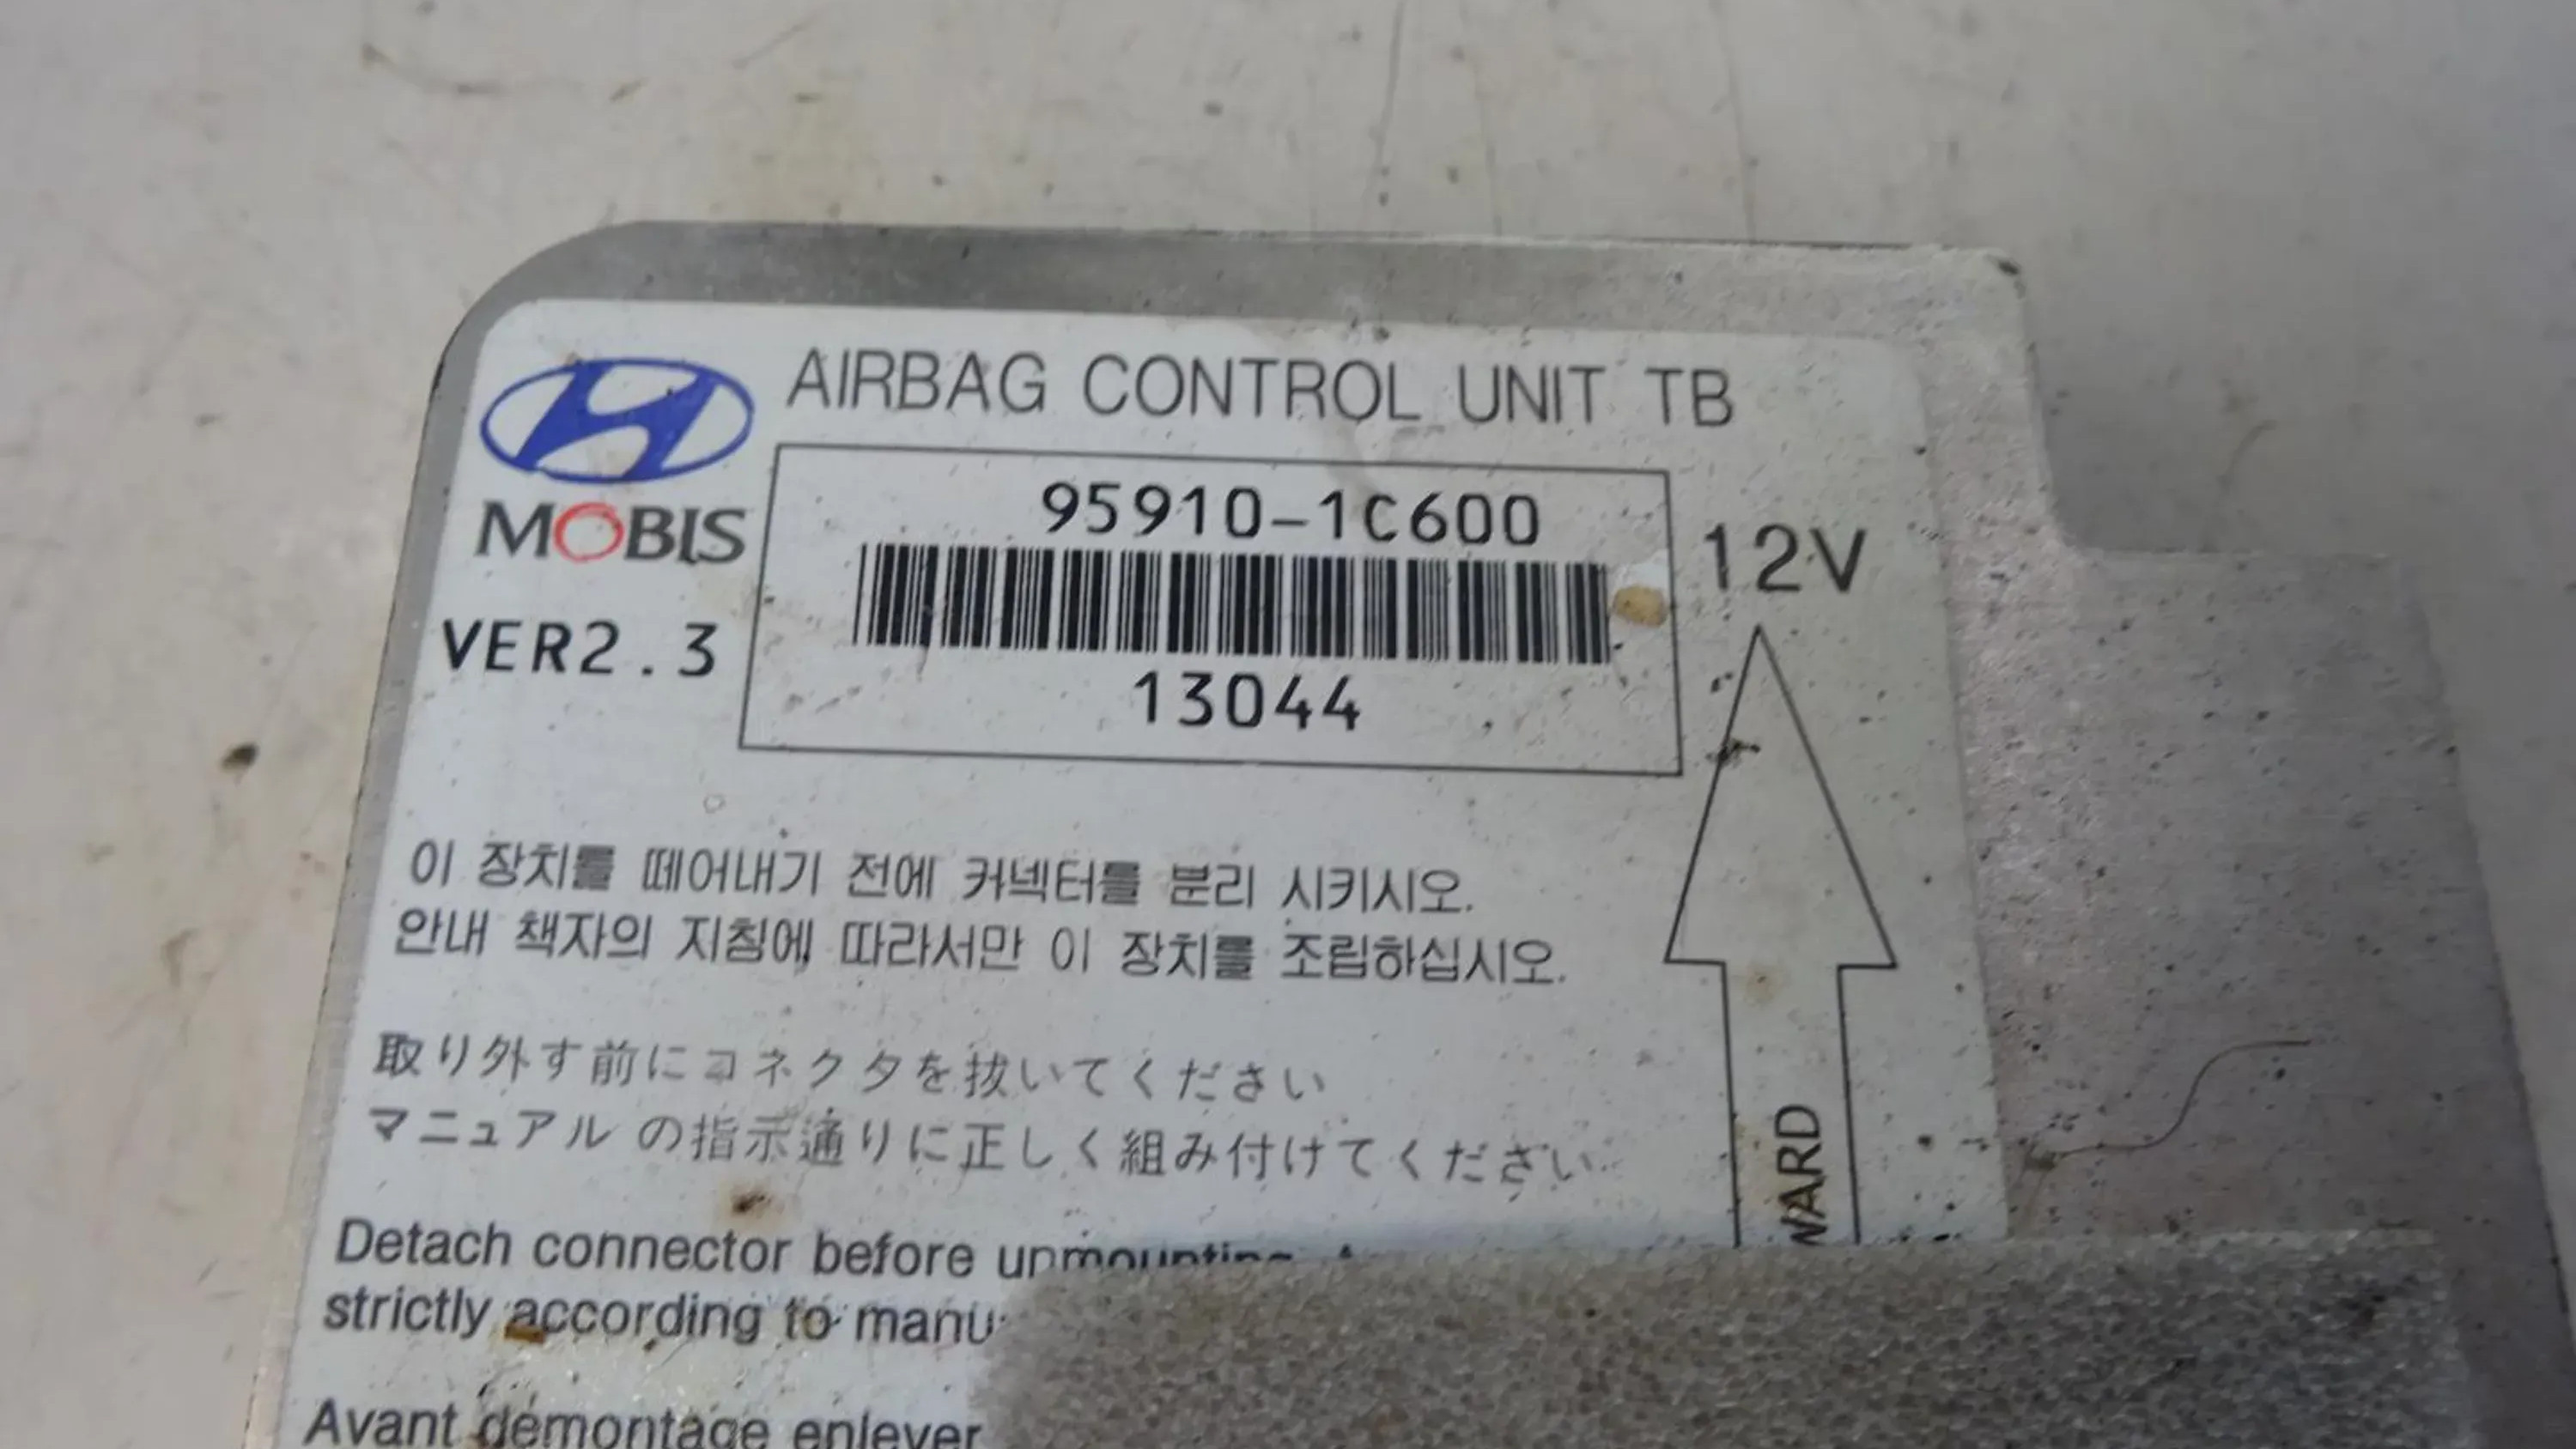 AIRBAG CONTROL UNIT TB
MOBIS
95910-1C600
12V
VER2.3
13044
이 장치를 떼어내기 전에 커넥터를 분리 시키시오.
안내 책자의 지침에 따라서만 이 장치를 조립하십시오.
取り外す前にコネクタを抜いてください
マニュアルの指示通りに正しく組み付けてください
WARD
Detach connector before unmounting.
strictly according to manu
Avant démontage enlever